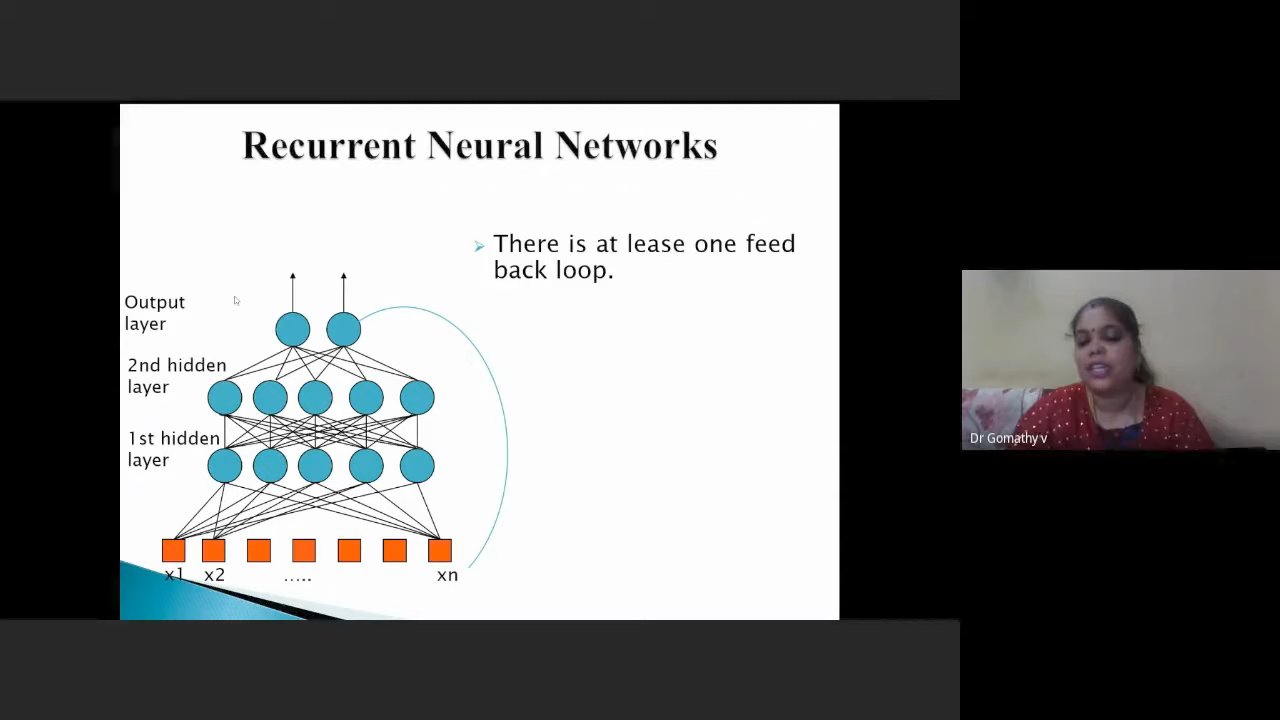 Recurrent Neural Networks
There is at lease one feed
back loop.
Output
layer
2nd hidden
layer
1st hidden
layer
x1 x2 ..... xn
Dr Gomathy v